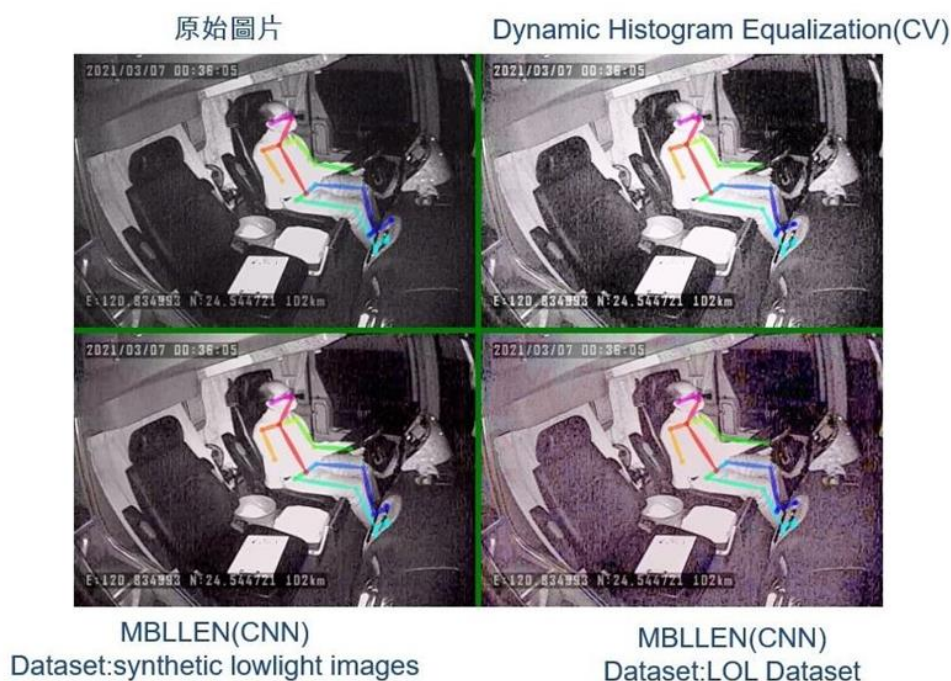 原始圖片
Dynamic Histogram Equalization(CV)
2021/03/07 00:36:05
2021/03/07 00:36:05
E:120.834993 N:24.544721 102km
E:120.834993 N:24.544721 102km
2021/03/07 00:36:05
2021/03/07 00:36:05
E:120.834993 N:24.544721 102km
E:120.834993 N:24.544721 102km
MBLLEN(CNN)
Dataset:synthetic lowlight images
MBLLEN(CNN)
Dataset:LOL Dataset